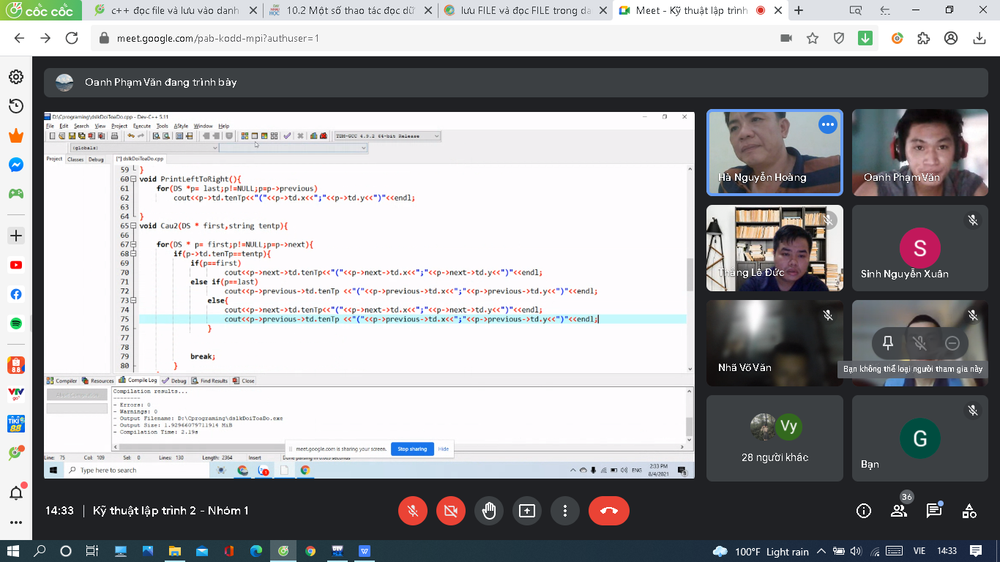 cốc cốc
c++ đọc file và lưu vào danh
10.2 Một số thao tác đọc dữ
lưu FILE và đọc FILE trong da
Meet - Kỹ thuật lập trình
meet.google.com/pab-kodd-mpi?authuser=1
Oanh Phạm Văn đang trình bày
D:\Cprograming\dslkDoiToaDo.cpp - Dev-C++ 5.11
File Edit Search View Project Execute Tools AStyle Window Help
TDM-GCC 4.9.2 64-bit Release
(globals)
Project Classes Debug [*] dslkDoiToaDo.cpp
59 }
60 void PrintLeftToRight(){
61 for(DS *p= last;p!=NULL;p=p->previous)
62 cout<<p->td.tenTp<<"("<<p->td.x<<";"<<p->td.y<<")"<<endl;
63
64 }
65 void Cau2(DS * first,string tentp){
66
67 for(DS * p= first;p!=NULL;p=p->next){
68 if(p->td.tenTp==tentp){
69 if(p==first)
70 cout<<p->next->td.tenTp<<"("<<p->next->td.x<<";"<<p->next->td.y<<")"<<endl;
71 else if(p==last)
72 cout<<p->previous->td.tenTp <<"("<<p->previous->td.x<<";"<<p->previous->td.y<<")"<<endl;
73 else{
74 cout<<p->next->td.tenTp<<"("<<p->next->td.x<<";"<<p->next->td.y<<")"<<endl;
75 cout<<p->previous->td.tenTp <<"("<<p->previous->td.x<<";"<<p->previous->td.y<<")"<<endl;
76 }
77
78
79 break;
80 }
Compiler Resources Compile Log Debug Find Results Close
Abort Compilation
Compilation results...
--------
- Errors: 0
- Warnings: 0
- Output Filename: D:\Cprograming\dslkDoiToaDo.exe
- Output Size: 1.92966079711914 MiB
- Compilation Time: 2.19s
meet.google.com is sharing your screen. Stop sharing Hide
Line: 75 Col: 109 Sel: 0 Lines: 130 Length: 2364 Insert Done parsing in 0.003 seconds
Type here to search
ENG
2:33 PM
8/4/2021
Hà Nguyễn Hoàng
Oanh Phạm Văn
Thắng Lê Đức
S
Sinh Nguyễn Xuân
Nhã Võ Văn
Bạn không thể loại người tham gia này
Vy
28 người khác
G
Bạn
14:33 | Kỹ thuật lập trình 2 - Nhóm 1
36
8.8
VTV
go
TIKI
88
DEV
W
100°F Light rain
VIE
14:33